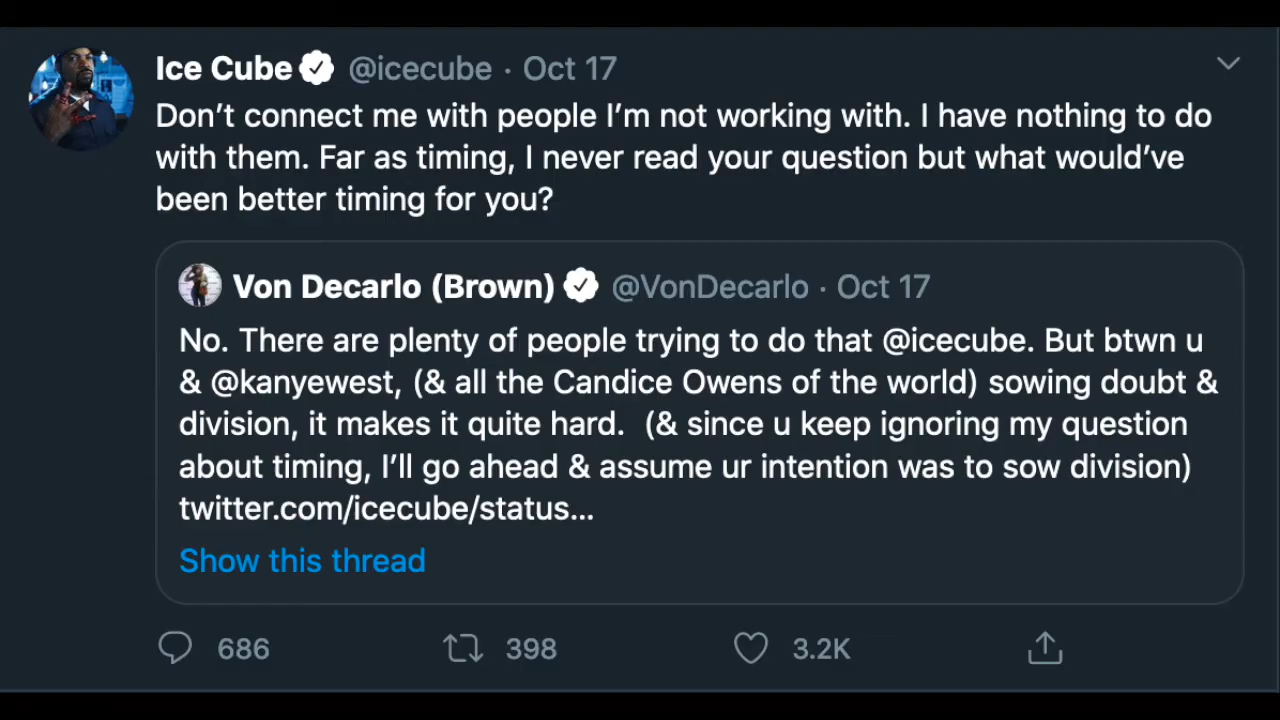 Ice Cube @icecube · Oct 17
Don’t connect me with people I’m not working with. I have nothing to do
with them. Far as timing, I never read your question but what would’ve
been better timing for you?
Von Decarlo (Brown) @VonDecarlo · Oct 17
No. There are plenty of people trying to do that @icecube. But btwn u
& @kanyewest, (& all the Candice Owens of the world) sowing doubt &
division, it makes it quite hard.  (& since u keep ignoring my question
about timing, I’ll go ahead & assume ur intention was to sow division)
twitter.com/icecube/status...
Show this thread
686 398 3.2K